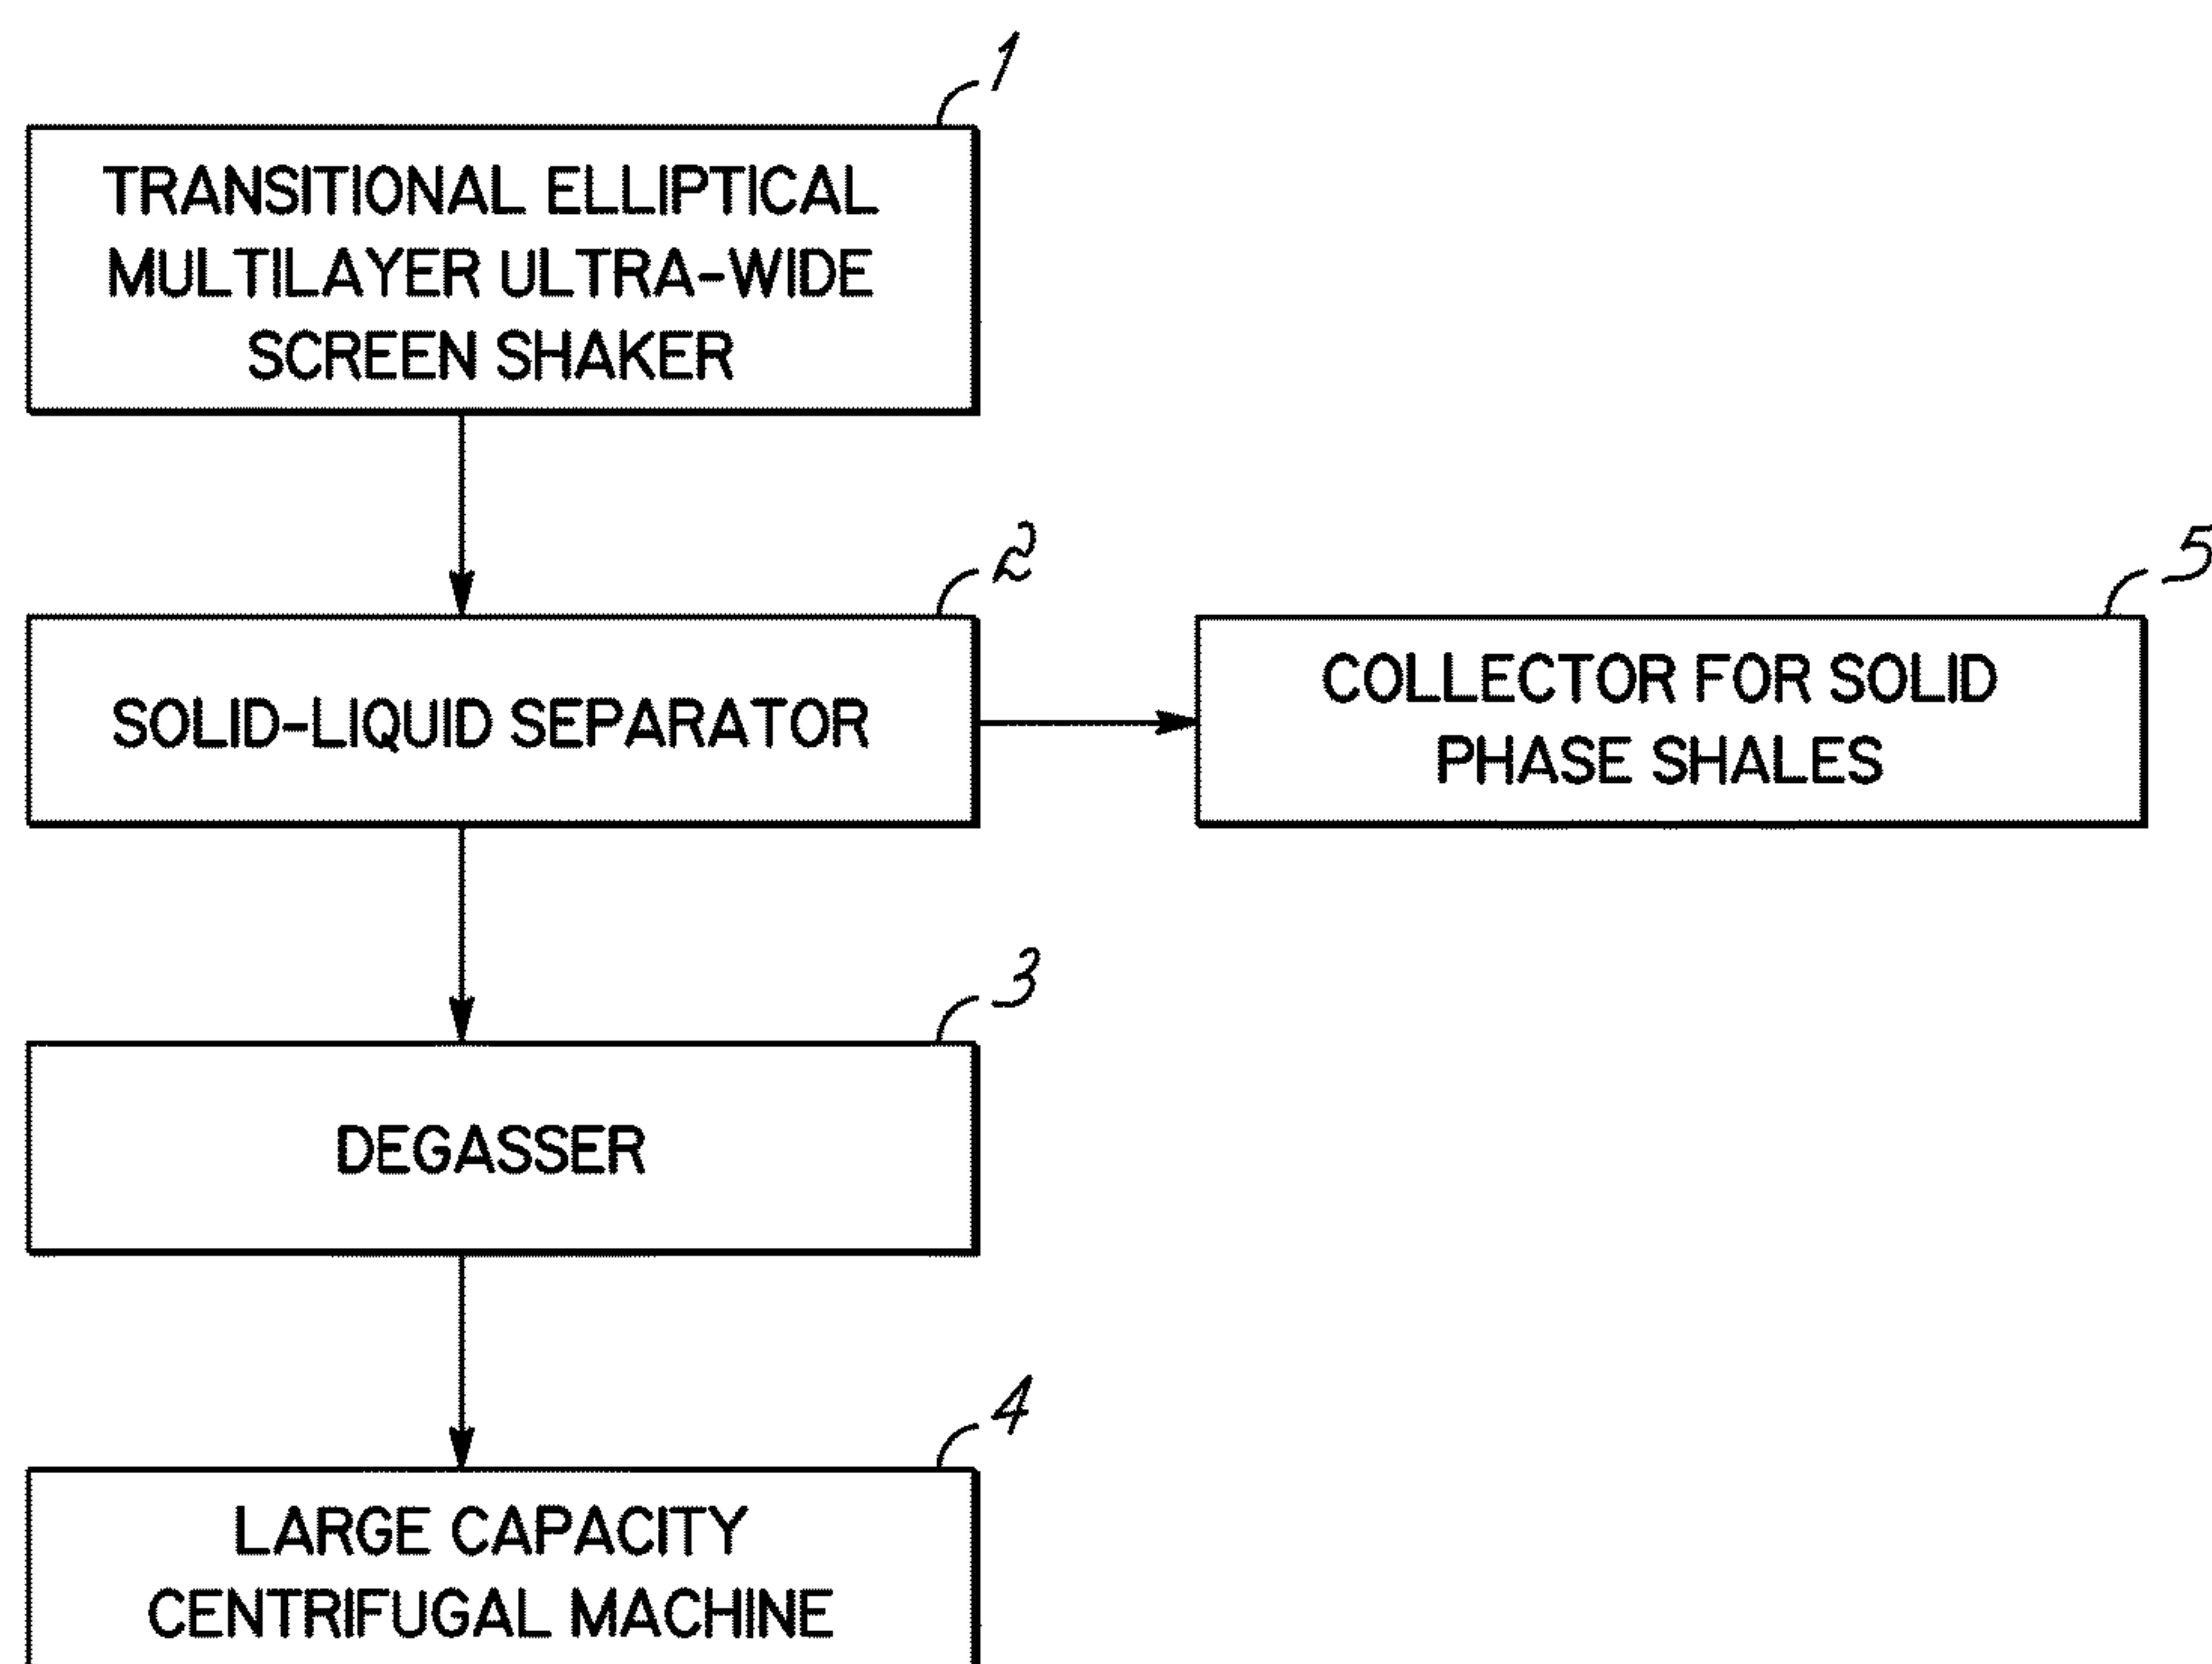 1
TRANSITIONAL ELLIPTICAL
MULTILAYER ULTRA-WIDE
SCREEN SHAKER
2
SOLID-LIQUID SEPARATOR
5
COLLECTOR FOR SOLID
PHASE SHALES
3
DEGASSER
4
LARGE CAPACITY
CENTRIFUGAL MACHINE